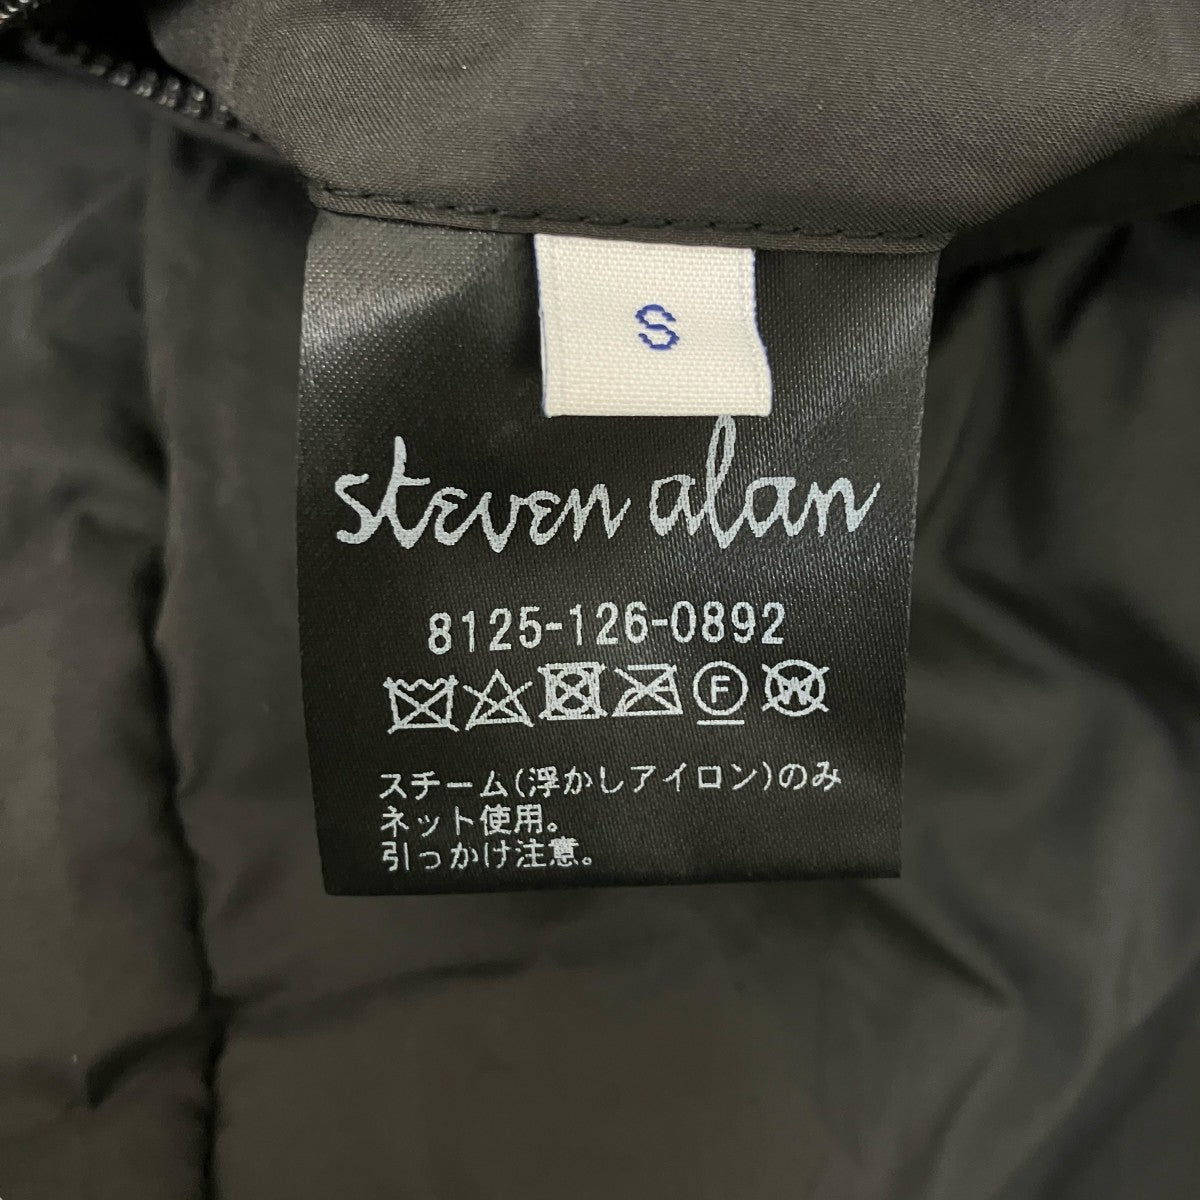 S
steven alan
8125-126-0892
F W
スチーム(浮かしアイロン)のみ
ネット使用。
引っかけ注意。